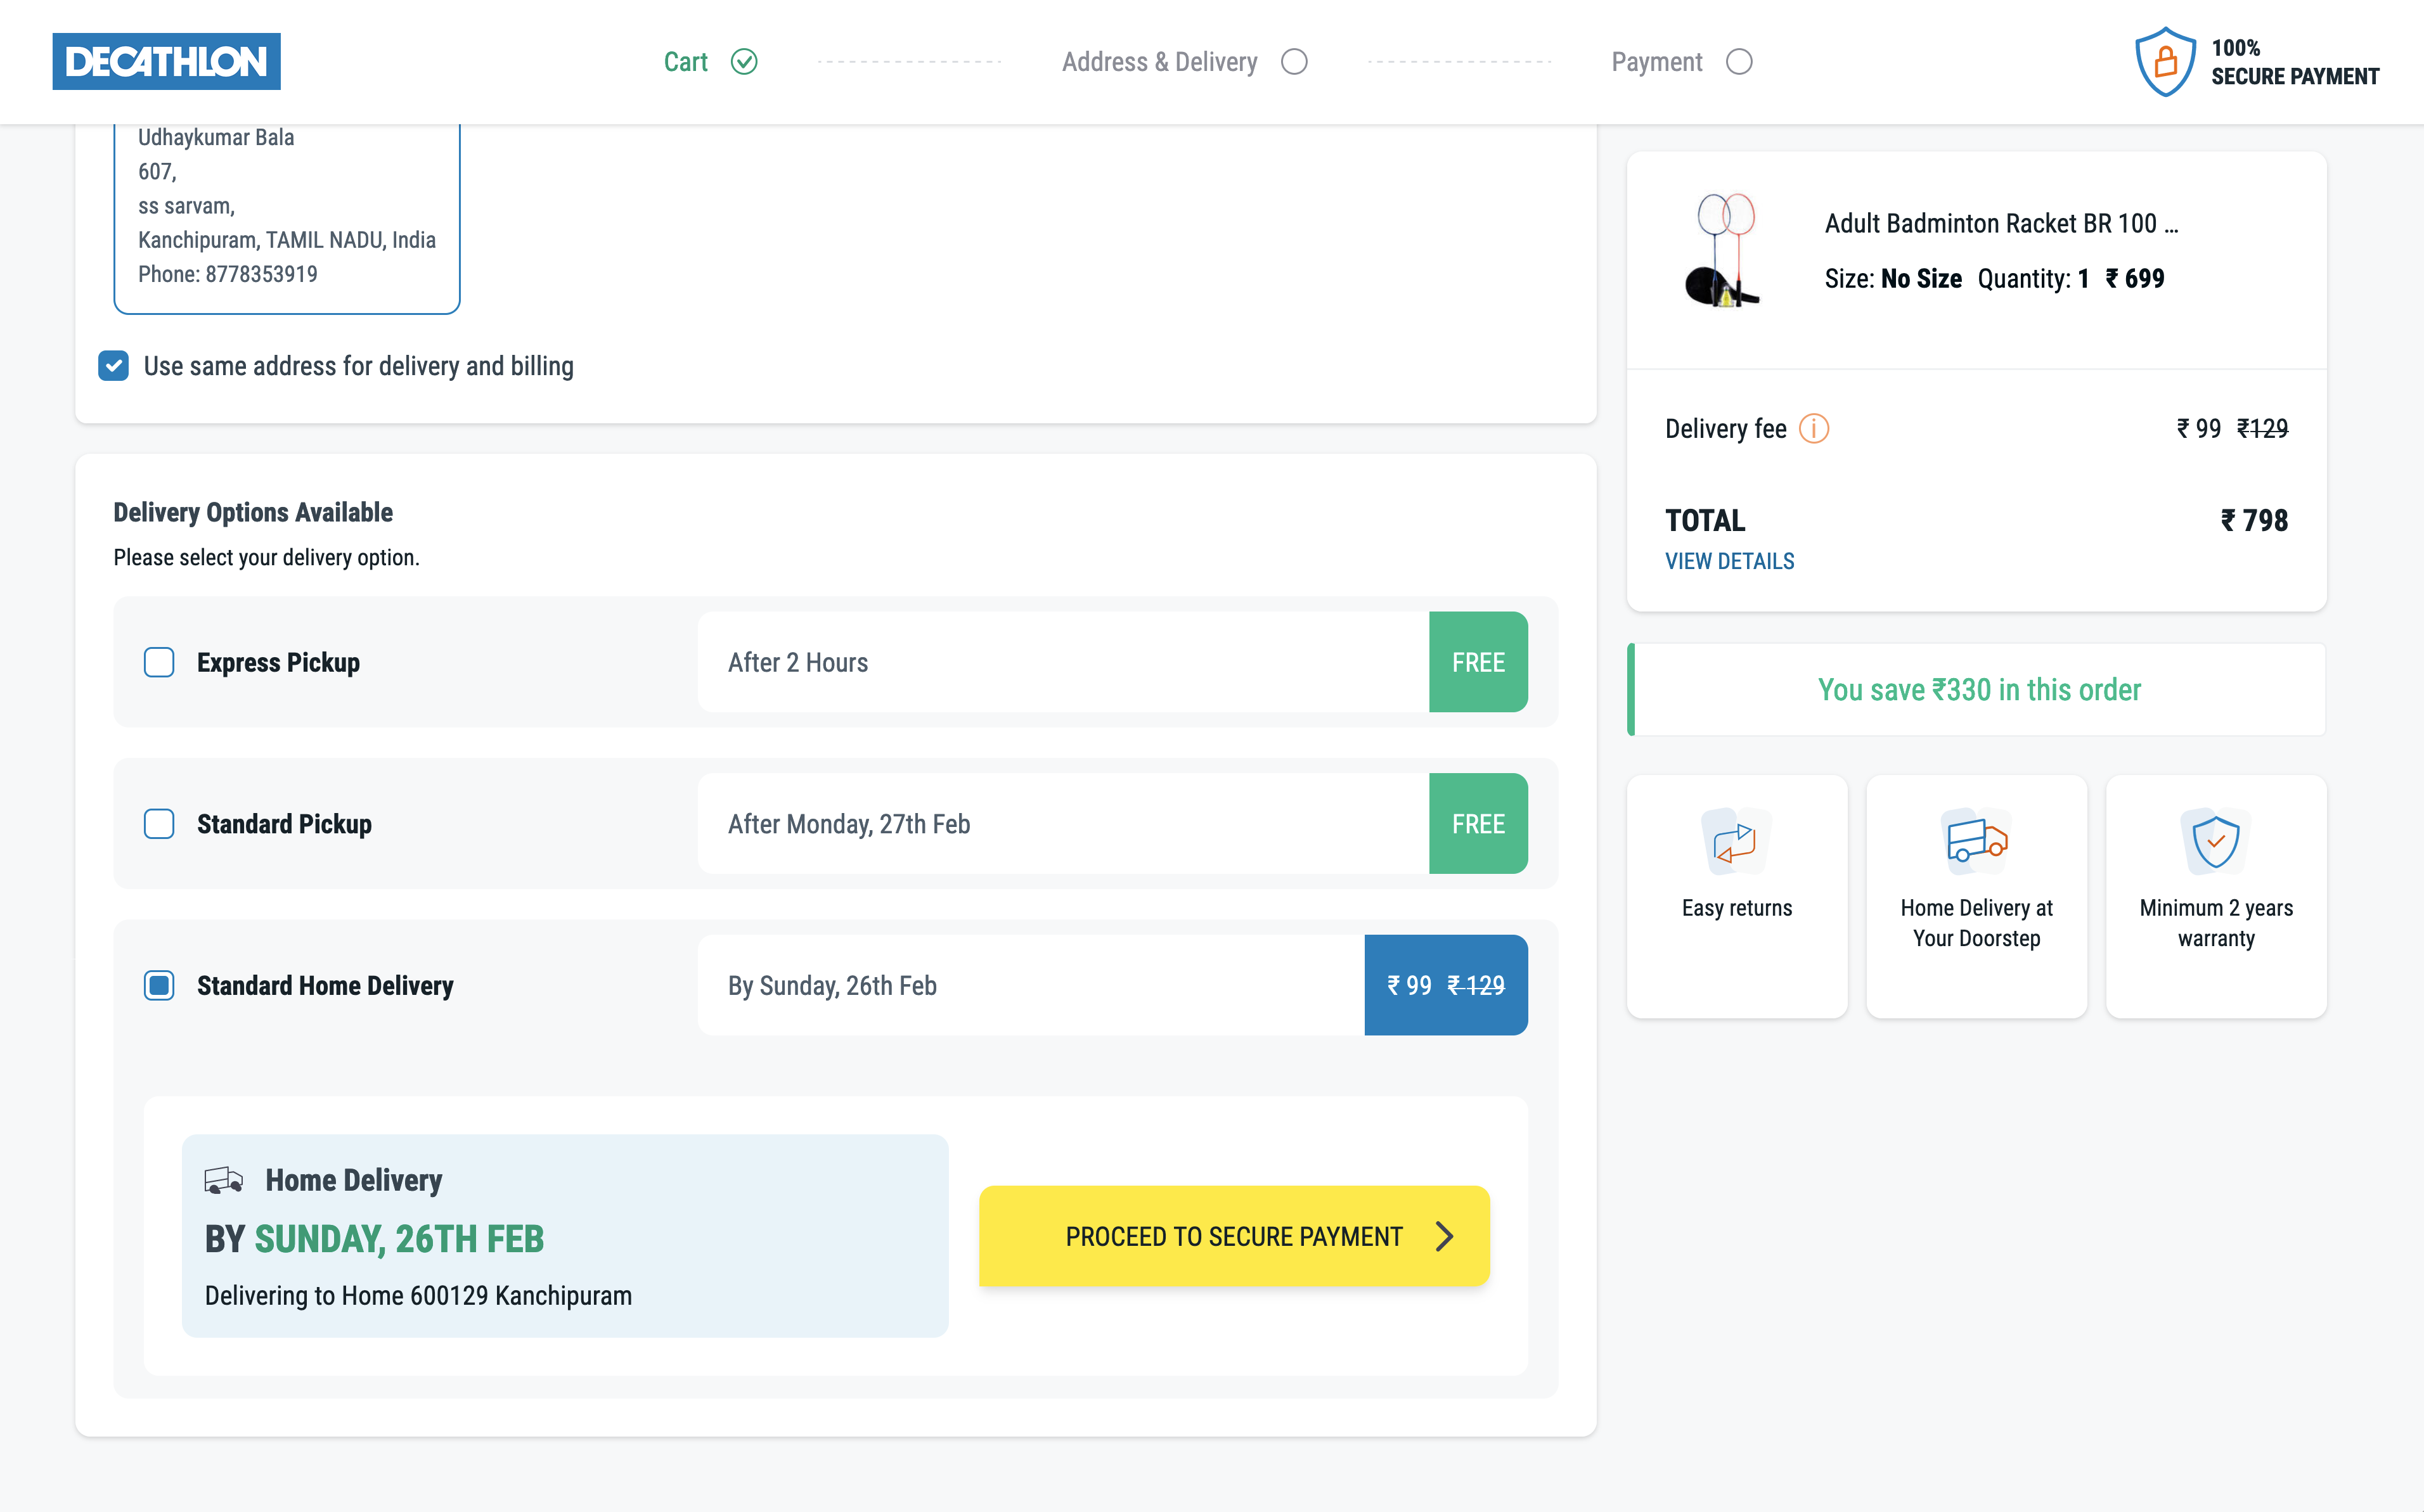 DECATHLON
Cart
Address & Delivery
Payment
100%
SECURE PAYMENT
Udhaykumar Bala
607,
ss sarvam,
Kanchipuram, TAMIL NADU, India
Phone: 8778353919
Use same address for delivery and billing
Delivery Options Available
Please select your delivery option.
Express Pickup
After 2 Hours
FREE
Standard Pickup
After Monday, 27th Feb
FREE
Standard Home Delivery
By Sunday, 26th Feb
₹ 99 ₹ 129
Home Delivery
BY SUNDAY, 26TH FEB
Delivering to Home 600129 Kanchipuram
PROCEED TO SECURE PAYMENT
Adult Badminton Racket BR 100 ...
Size: No Size Quantity: 1 ₹ 699
Delivery fee
₹ 99 ₹129
TOTAL
₹ 798
VIEW DETAILS
You save ₹330 in this order
Easy returns
Home Delivery at
Your Doorstep
Minimum 2 years
warranty